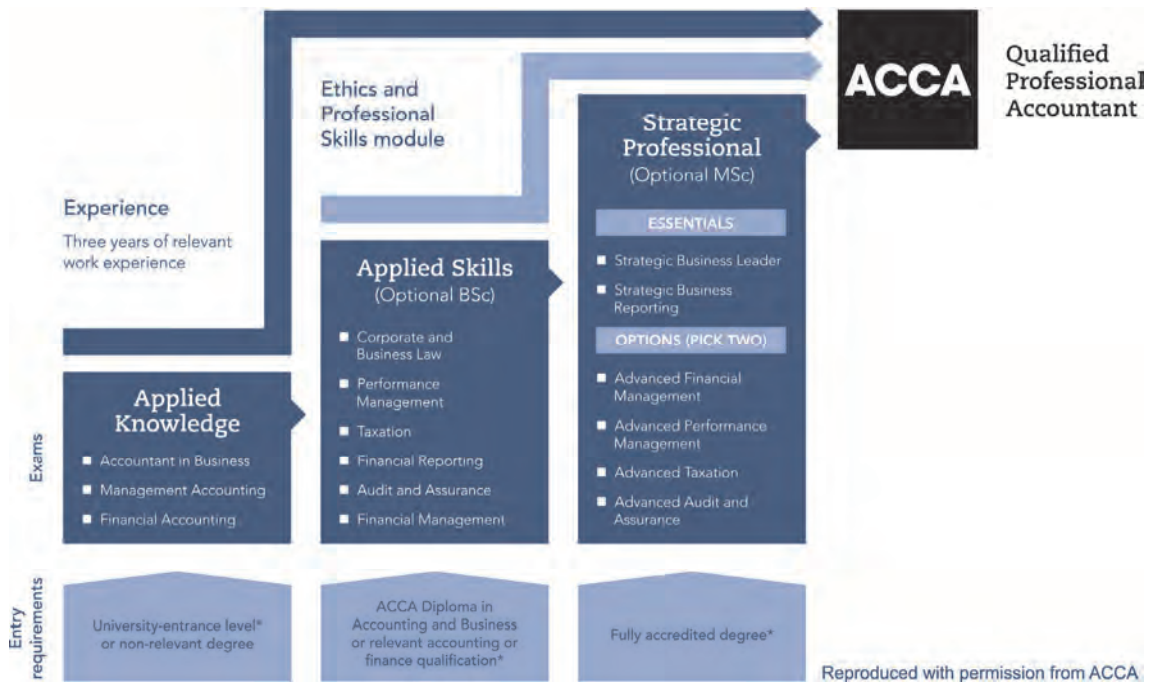 ACCA
Qualified
Professional
Accountant
Ethics and
Professional
Skills module
Experience
Three years of relevant
work experience
Exams
Applied
Knowledge
Accountant in Business
Management Accounting
Financial Accounting
Applied Skills
(Optional BSc)
Corporate and
Business Law
Performance
Management
Taxation
Financial Reporting
Audit and Assurance
Financial Management
Strategic
Professional
(Optional MSc)
ESSENTIALS
Strategic Business Leader
Strategic Business
Reporting
OPTIONS (PICK TWO)
Advanced Financial
Management
Advanced Performance
Management
Advanced Taxation
Advanced Audit and
Assurance
Entry
requirements
University-entrance level*
or non-relevant degree
ACCA Diploma in
Accounting and Business
or relevant accounting or
finance qualification*
Fully accredited degree*
Reproduced with permission from ACCA